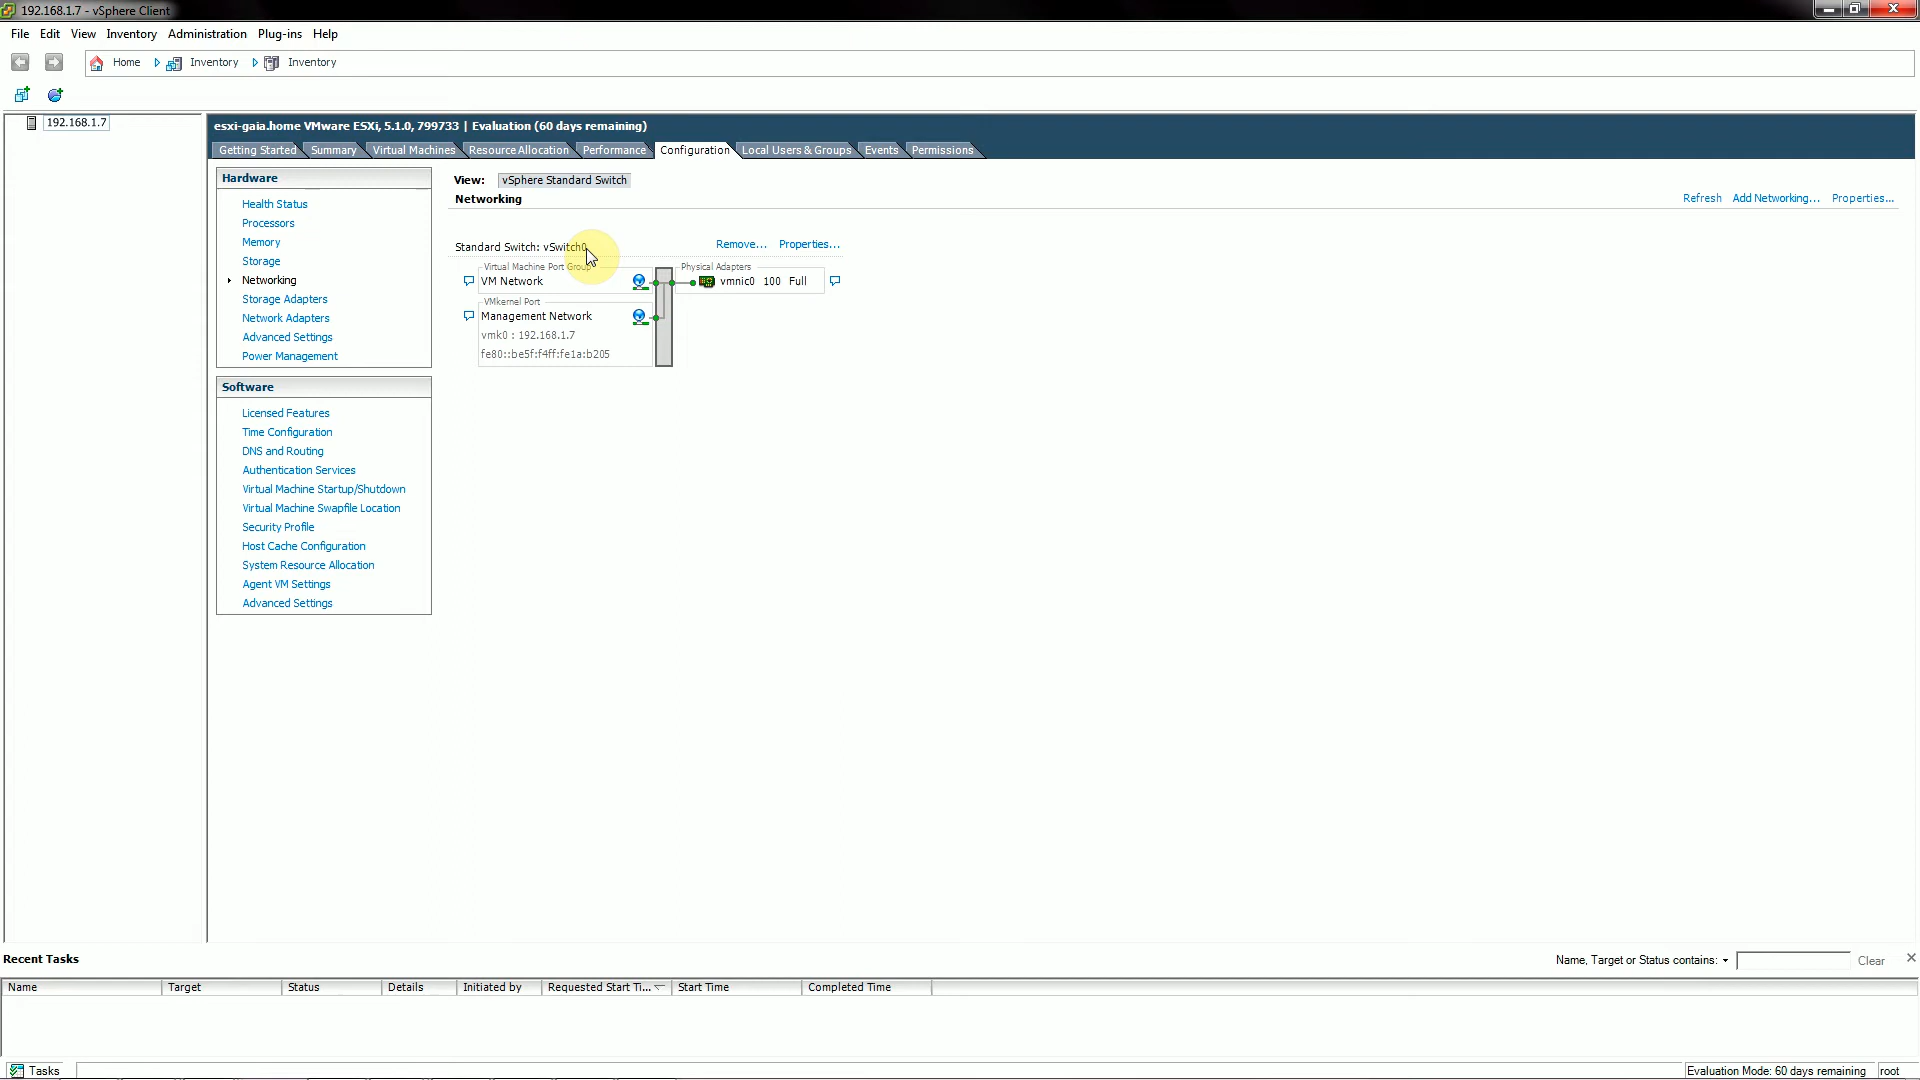 192.168.1.7 - vSphere Client
File Edit View Inventory Administration Plug-ins Help
Home Inventory Inventory
192.168.1.7
esxi-gaia.home VMware ESXi, 5.1.0, 799733 | Evaluation (60 days remaining)
Getting Started Summary Virtual Machines Resource Allocation Performance Configuration Local Users & Groups Events Permissions
Hardware
Health Status
Processors
Memory
Storage
Networking
Storage Adapters
Network Adapters
Advanced Settings
Power Management
Software
Licensed Features
Time Configuration
DNS and Routing
Authentication Services
Virtual Machine Startup/Shutdown
Virtual Machine Swapfile Location
Security Profile
Host Cache Configuration
System Resource Allocation
Agent VM Settings
Advanced Settings
View: vSphere Standard Switch
Networking
Refresh Add Networking... Properties...
Standard Switch: vSwitch0 Remove... Properties...
Virtual Machine Port Group Physical Adapters
VM Network vmnic0 100 Full
VMkernel Port
Management Network
vmk0 : 192.168.1.7
fe80::be5f:f4ff:fe1a:b205
Recent Tasks Name, Target or Status contains: Clear
Name Target Status Details Initiated by Requested Start Ti... Start Time Completed Time
Tasks Evaluation Mode: 60 days remaining root